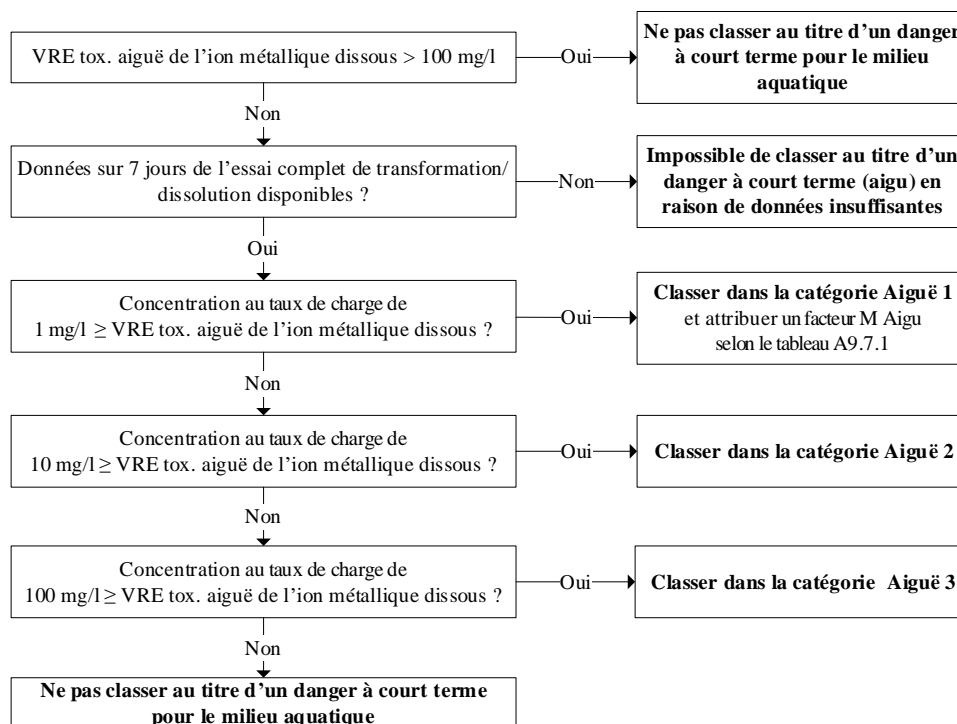 VRE tox. aiguë de l’ion métallique dissous > 100 mg/l
Oui
Ne pas classer au titre d’un danger
à court terme pour le milieu
aquatique
Non
Données sur 7 jours de l’essai complet de transformation/
dissolution disponibles ?
Non
Impossible de classer au titre d’un
danger à court terme (aigu) en
raison de données insuffisantes
Oui
Concentration au taux de charge de
1 mg/l ≥ VRE tox. aiguë de l’ion métallique dissous ?
Oui
Classer dans la catégorie Aiguë 1
et attribuer un facteur M Aigu
selon le tableau A9.7.1
Non
Concentration au taux de charge de
10 mg/l ≥ VRE tox. aiguë de l’ion métallique dissous ?
Oui
Classer dans la catégorie Aiguë 2
Non
Concentration au taux de charge de
100 mg/l ≥ VRE tox. aiguë de l’ion métallique dissous ?
Oui
Classer dans la catégorie Aiguë 3
Non
Ne pas classer au titre d’un danger à court terme
pour le milieu aquatique